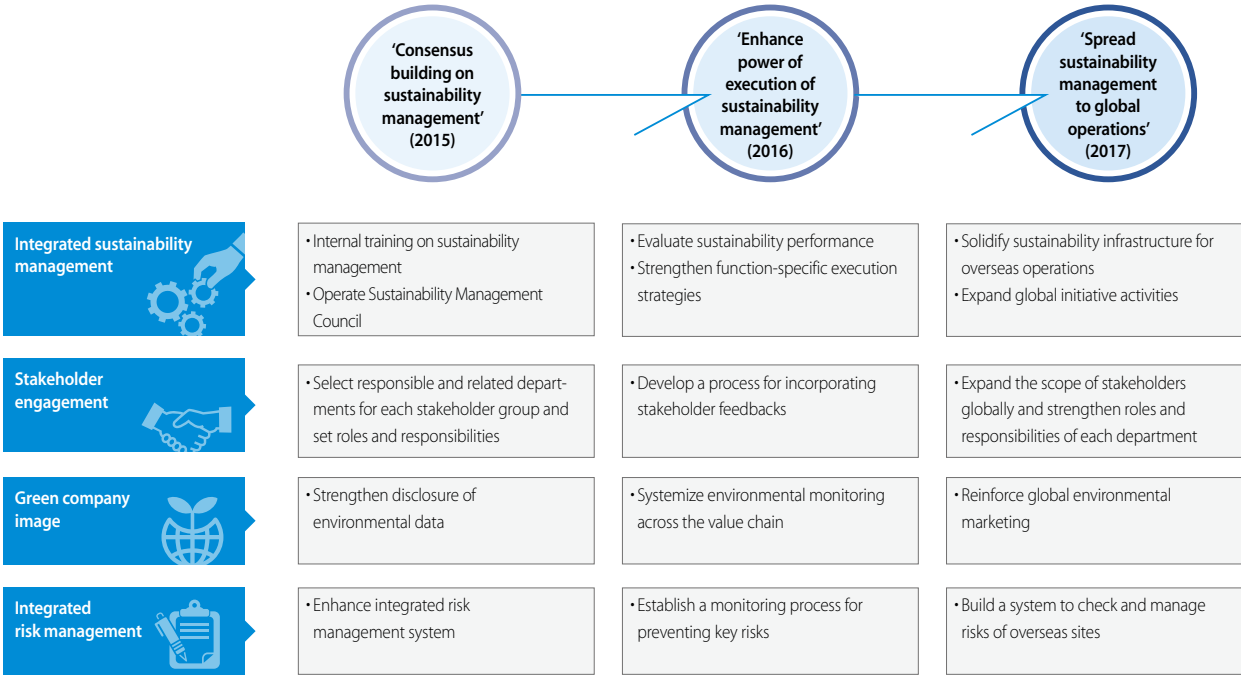 ‘Consensus
building on
sustainability
management’
(2015)
‘Enhance
power of
execution of
sustainability
management’
(2016)
‘Spread
sustainability
management
to global
operations’
(2017)
Integrated sustainability
management
• Internal training on sustainability
management
• Operate Sustainability Management
Council
• Evaluate sustainability performance
• Strengthen function-specific execution
strategies
• Solidify sustainability infrastructure for
overseas operations
• Expand global initiative activities
Stakeholder
engagement
• Select responsible and related depart-
ments for each stakeholder group and
set roles and responsibilities
• Develop a process for incorporating
stakeholder feedbacks
• Expand the scope of stakeholders
globally and strengthen roles and
responsibilities of each department
Green company
image
• Strengthen disclosure of
environmental data
• Systemize environmental monitoring
across the value chain
• Reinforce global environmental
marketing
Integrated
risk management
• Enhance integrated risk
management system
• Establish a monitoring process for
preventing key risks
• Build a system to check and manage
risks of overseas sites